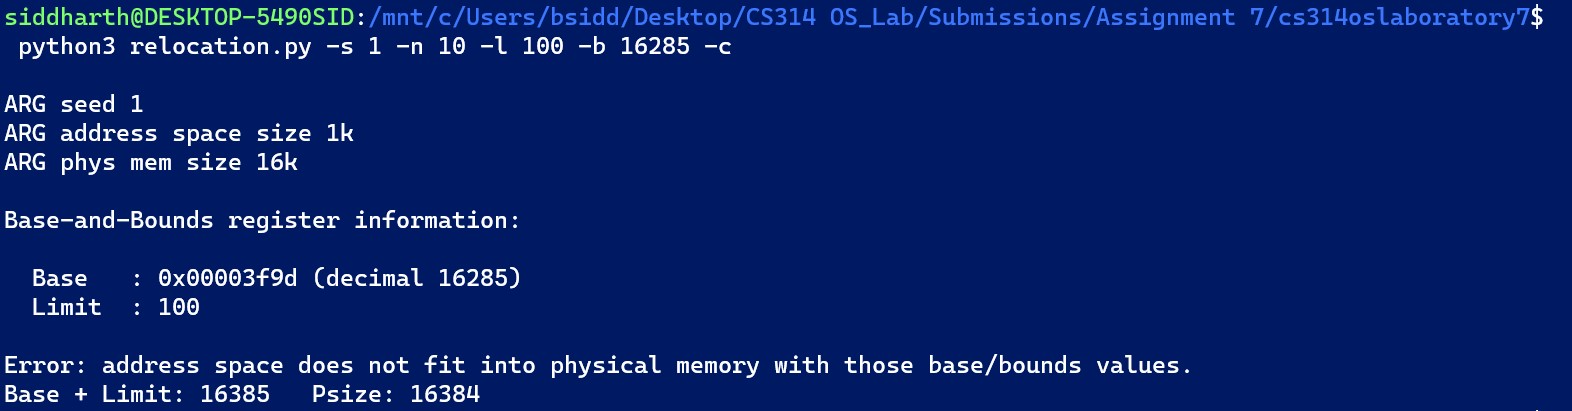 siddharth@DESKTOP-5490SID:/mnt/c/Users/bsidd/Desktop/CS314 OS_Lab/Submissions/Assignment 7/cs314oslaboratory7$
python3 relocation.py -s 1 -n 10 -l 100 -b 16285 -c
ARG seed 1
ARG address space size 1k
ARG phys mem size 16k
Base-and-Bounds register information:
Base   : 0x00003f9d (decimal 16285)
Limit  : 100
Error: address space does not fit into physical memory with those base/bounds values.
Base + Limit: 16385   Psize: 16384